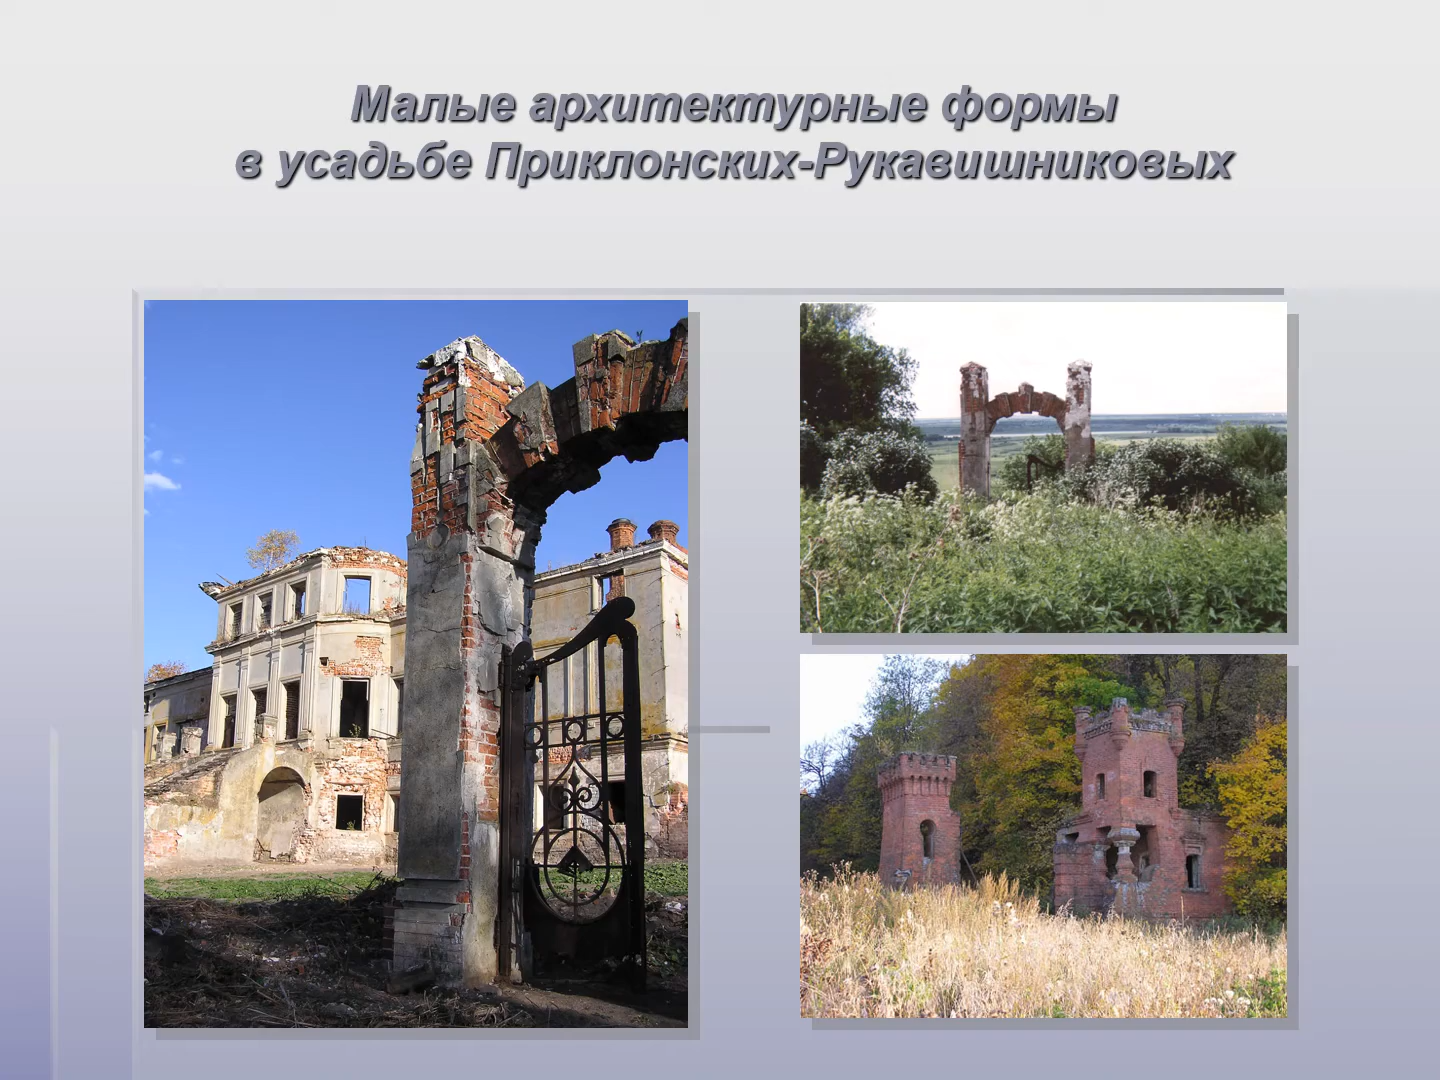 Малые архитектурные формы
в усадьбе Приклонских-Рукавишниковых